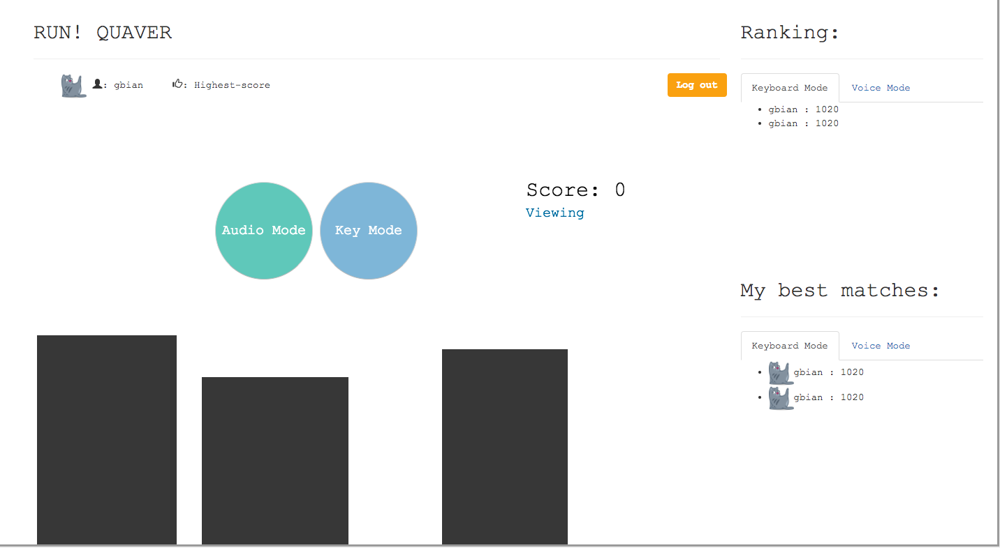 RUN! QUAVER
: gbian
: Highest-score
Log out
Audio Mode
Key Mode
Score: 0
Viewing
Ranking:
Keyboard Mode
Voice Mode
gbian : 1020
gbian : 1020
My best matches:
Keyboard Mode
Voice Mode
gbian : 1020
gbian : 1020